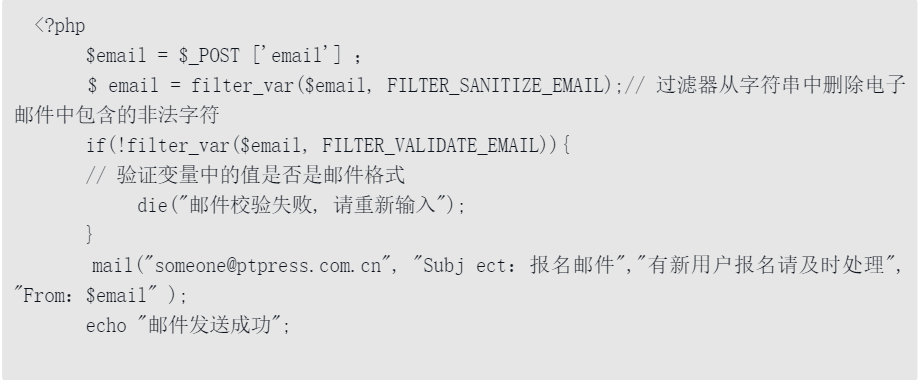 <?php
$email = $_POST ['email'] ;
$ email = filter_var($email, FILTER_SANITIZE_EMAIL);// 过滤器从字符串中删除电子
邮件中包含的非法字符
if(!filter_var($email, FILTER_VALIDATE_EMAIL)){
// 验证变量中的值是否是邮件格式
die("邮件校验失败, 请重新输入");
}
mail("someone@ptpress.com.cn", "Subj ect: 报名邮件","有新用户报名请及时处理",
"From: $email" );
echo "邮件发送成功";